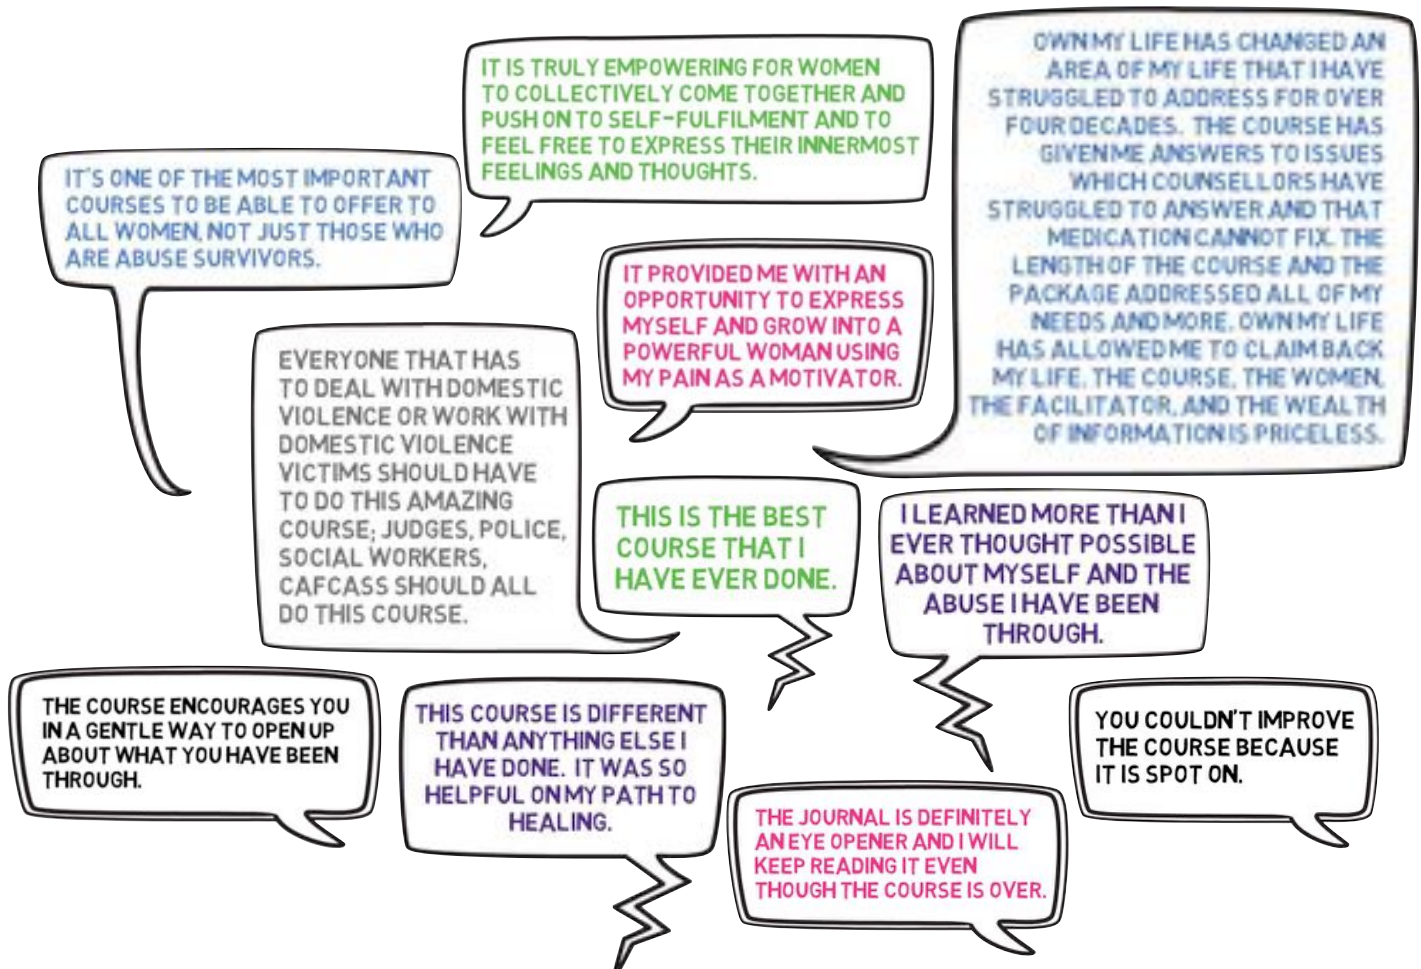 IT IS TRULY EMPOWERING FOR WOMEN
TO COLLECTIVELY COME TOGETHER AND
PUSH ON TO SELF-FULFILMENT AND TO
FEEL FREE TO EXPRESS THEIR INNERMOST
FEELINGS AND THOUGHTS.
OWN MY LIFE HAS CHANGED AN
AREA OF MY LIFE THAT I HAVE
STRUGGLED TO ADDRESS FOR OVER
FOUR DECADES. THE COURSE HAS
GIVEN ME ANSWERS TO ISSUES
WHICH COUNSELLORS HAVE
STRUGGLED TO ANSWER AND THAT
MEDICATION CANNOT FIX. THE
LENGTH OF THE COURSE AND THE
PACKAGE ADDRESSED ALL OF MY
NEEDS AND MORE. OWN MY LIFE
HAS ALLOWED ME TO CLAIM BACK
MY LIFE. THE COURSE, THE WOMEN,
THE FACILITATOR, AND THE WEALTH
OF INFORMATION IS PRICELESS.
IT'S ONE OF THE MOST IMPORTANT
COURSES TO BE ABLE TO OFFER TO
ALL WOMEN, NOT JUST THOSE WHO
ARE ABUSE SURVIVORS.
IT PROVIDED ME WITH AN
OPPORTUNITY TO EXPRESS
MYSELF AND GROW INTO A
POWERFUL WOMAN USING
MY PAIN AS A MOTIVATOR.
EVERYONE THAT HAS
TO DEAL WITH DOMESTIC
VIOLENCE OR WORK WITH
DOMESTIC VIOLENCE
VICTIMS SHOULD HAVE
TO DO THIS AMAZING
COURSE; JUDGES, POLICE,
SOCIAL WORKERS,
CAFCASS SHOULD ALL
DO THIS COURSE.
THIS IS THE BEST
COURSE THAT I
HAVE EVER DONE.
I LEARNED MORE THAN I
EVER THOUGHT POSSIBLE
ABOUT MYSELF AND THE
ABUSE I HAVE BEEN
THROUGH.
THE COURSE ENCOURAGES YOU
IN A GENTLE WAY TO OPEN UP
ABOUT WHAT YOU HAVE BEEN
THROUGH.
THIS COURSE IS DIFFERENT
THAN ANYTHING ELSE I
HAVE DONE. IT WAS SO
HELPFUL ON MY PATH TO
HEALING.
YOU COULDN'T IMPROVE
THE COURSE BECAUSE
IT IS SPOT ON.
THE JOURNAL IS DEFINITELY
AN EYE OPENER AND I WILL
KEEP READING IT EVEN
THOUGH THE COURSE IS OVER.